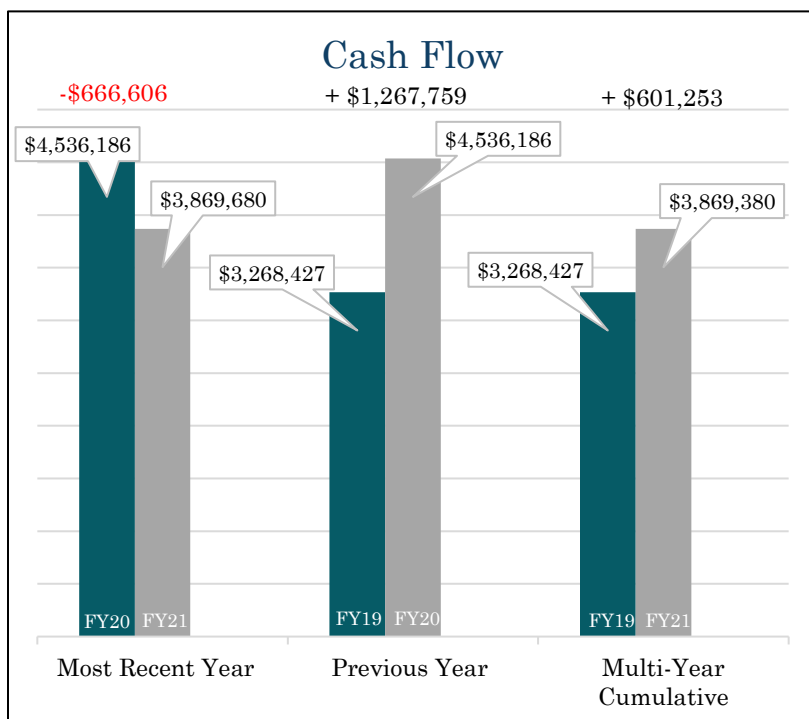 Cash Flow
-$666,606
+ $1,267,759
+ $601,253
$4,536,186
$3,869,680
$3,268,427
$4,536,186
$3,268,427
$3,869,380
FY20
FY21
FY19
FY20
FY19
FY21
Most Recent Year
Previous Year
Multi-Year
Cumulative